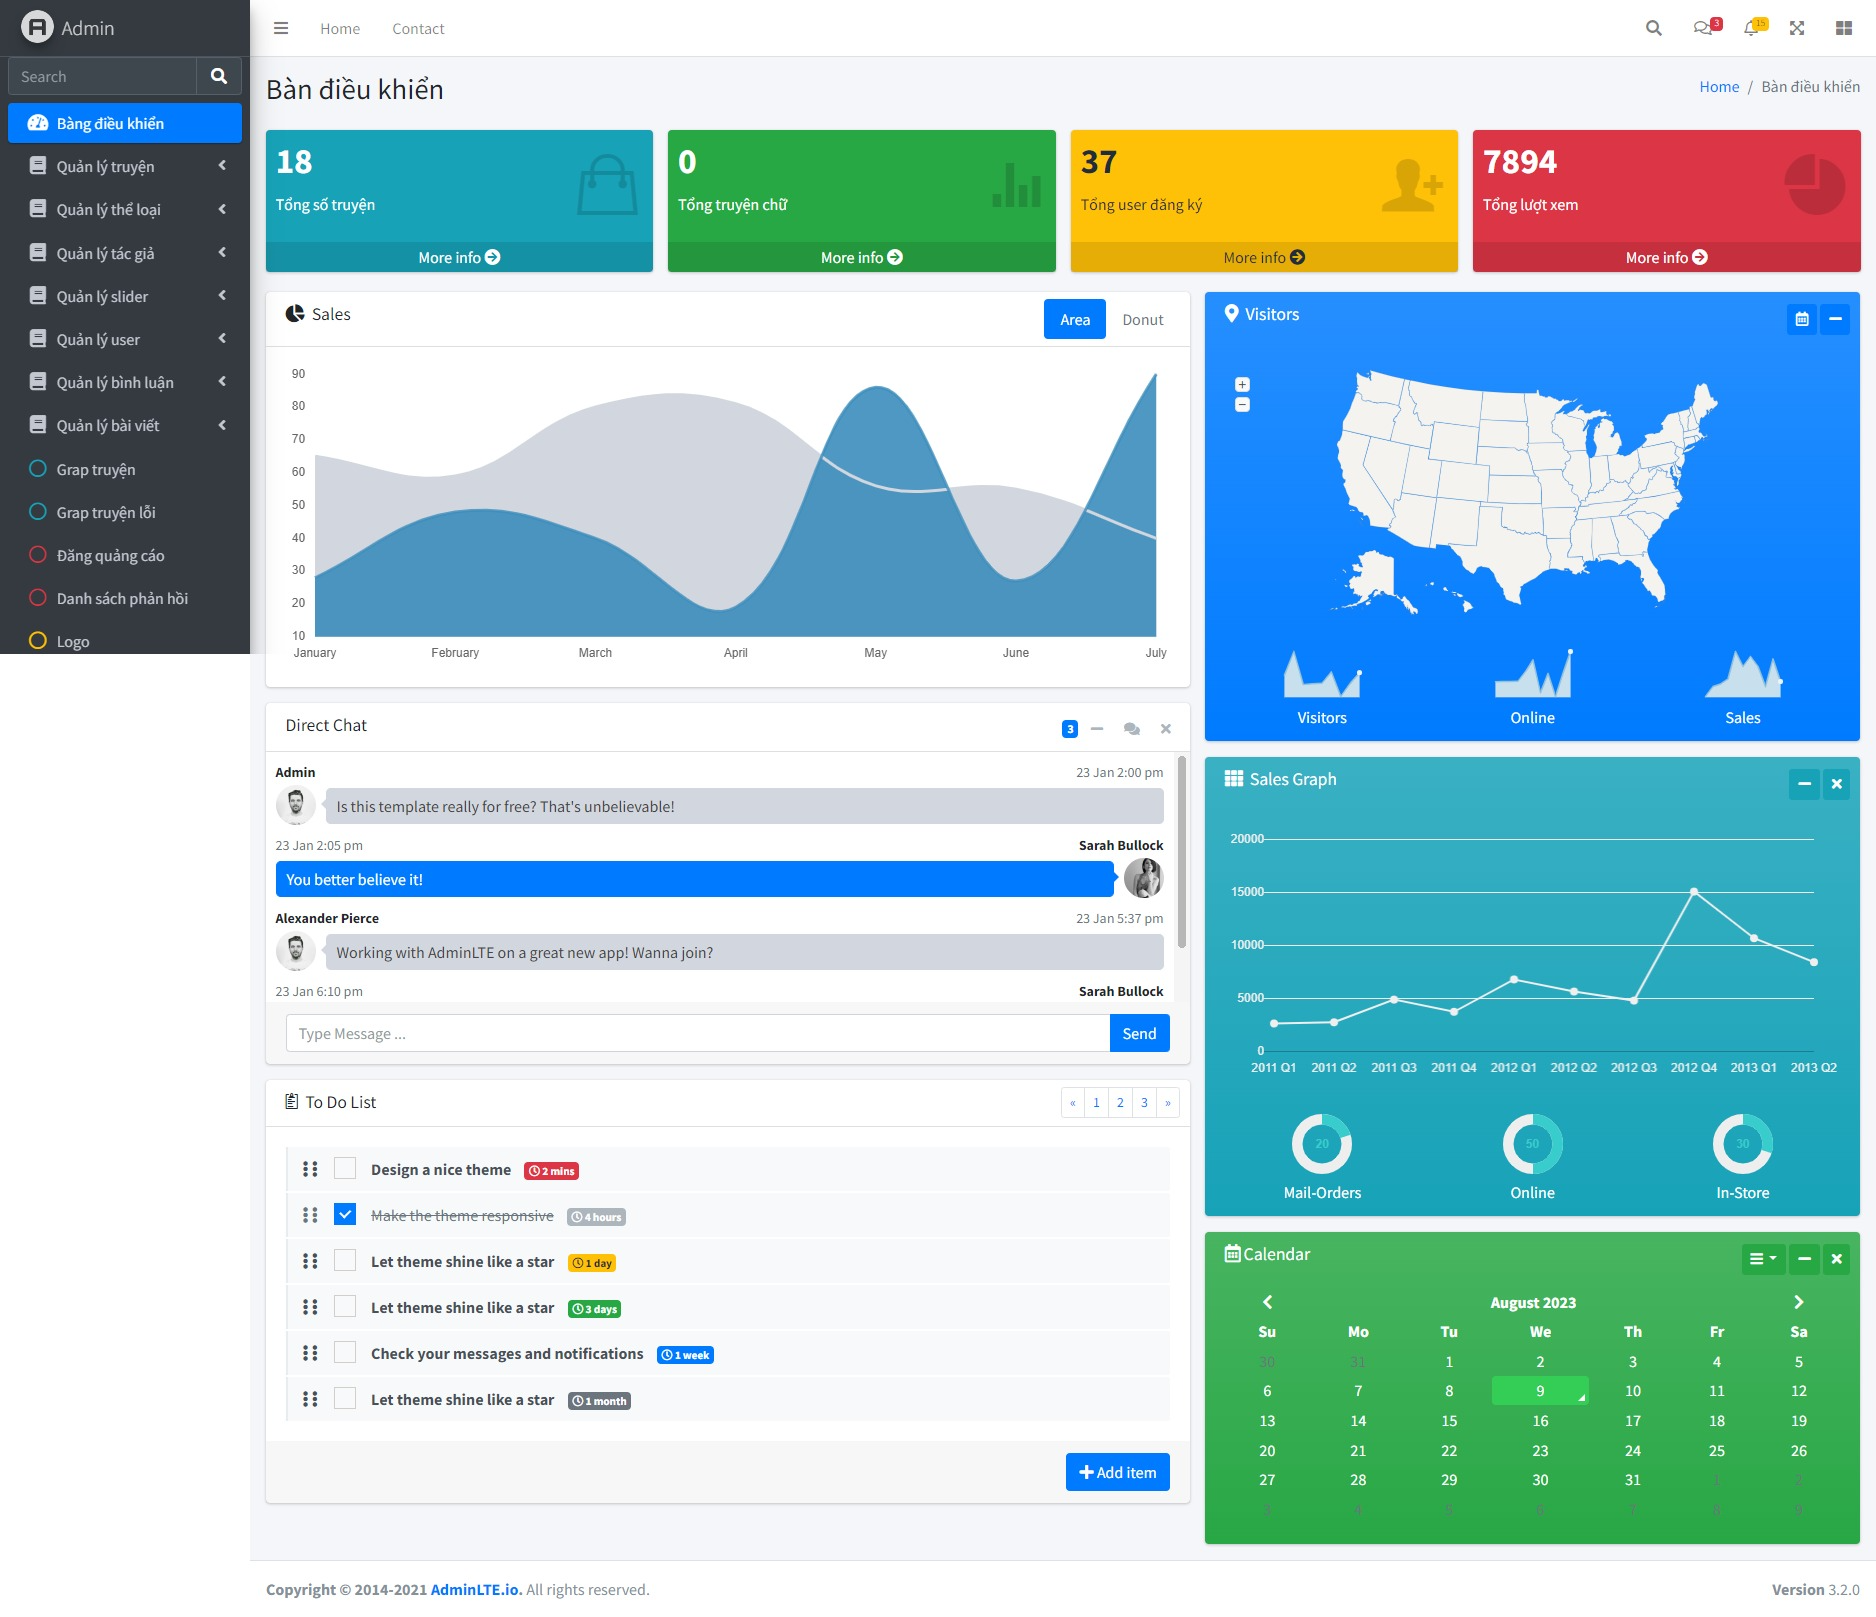 Admin
Search
Bàng điều khiển
Quản lý truyện
Quản lý thể loại
Quản lý tác giả
Quản lý slider
Quản lý user
Quản lý bình luận
Quản lý bài viết
Grap truyện
Grap truyện lỗi
Đăng quảng cáo
Danh sách phản hồi
Logo
Home Contact
3 15
Bàn điều khiển
Home / Bàn điều khiển
18
Tổng số truyện
More info
0
Tổng truyện chữ
More info
37
Tổng user đăng ký
More info
7894
Tổng lượt xem
More info
Sales
Area Donut
90
80
70
60
50
40
30
20
10
January February March April May June July
Direct Chat
3
Admin 23 Jan 2:00 pm
Is this template really for free? That's unbelievable!
23 Jan 2:05 pm Sarah Bullock
You better believe it!
Alexander Pierce 23 Jan 5:37 pm
Working with AdminLTE on a great new app! Wanna join?
23 Jan 6:10 pm Sarah Bullock
Type Message ... Send
To Do List
« 1 2 3 »
Design a nice theme 2 mins
Make the theme responsive 4 hours
Let theme shine like a star 1 day
Let theme shine like a star 3 days
Check your messages and notifications 1 week
Let theme shine like a star 1 month
+ Add item
Visitors
+
−
Visitors Online Sales
Sales Graph
20000
15000
10000
5000
0
2011 Q1 2011 Q2 2011 Q3 2011 Q4 2012 Q1 2012 Q2 2012 Q3 2012 Q4 2013 Q1 2013 Q2
20 50 30
Mail-Orders Online In-Store
Calendar
August 2023
Su Mo Tu We Th Fr Sa
30 31 1 2 3 4 5
6 7 8 9 10 11 12
13 14 15 16 17 18 19
20 21 22 23 24 25 26
27 28 29 30 31 1 2
3 4 5 6 7 8 9
Copyright © 2014-2021 AdminLTE.io. All rights reserved.
Version 3.2.0